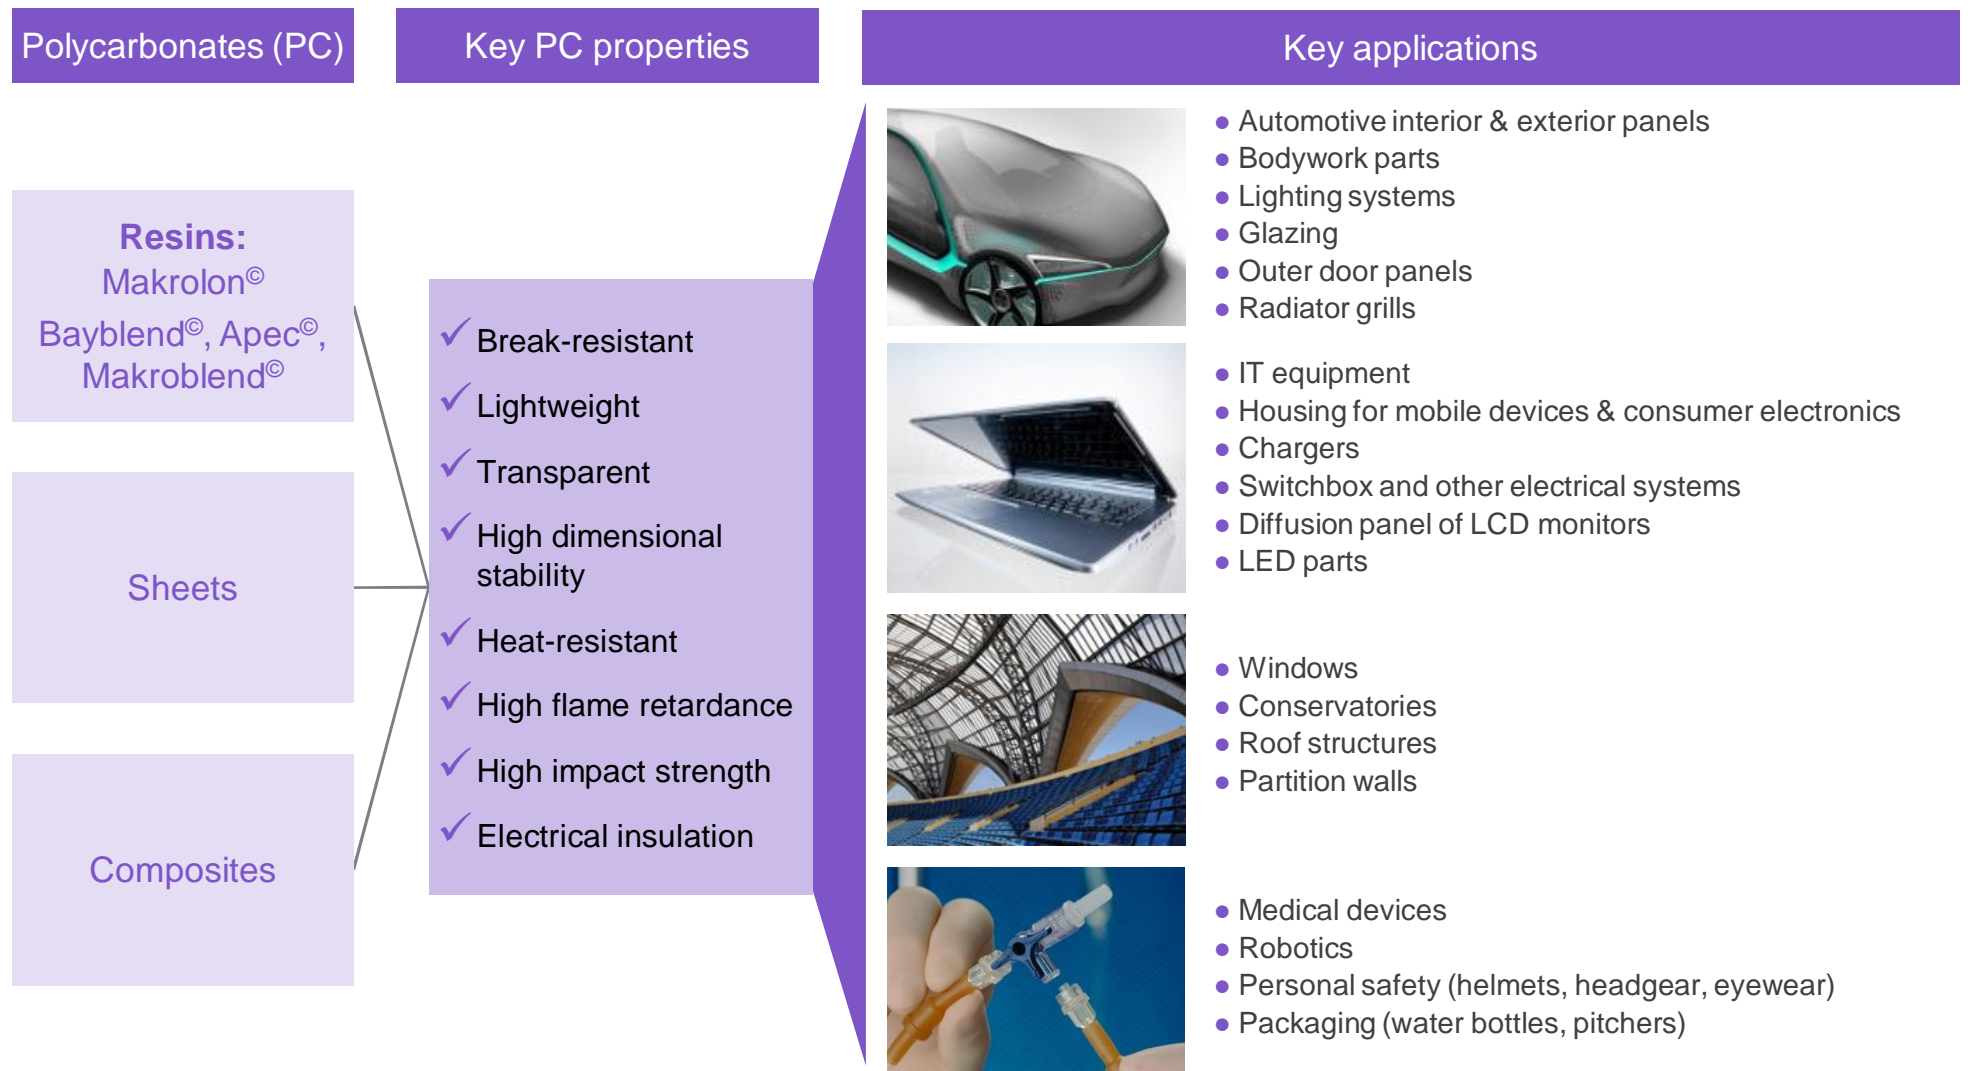 Polycarbonates (PC)
Key PC properties
Key applications
Resins:
Makrolon©
Bayblend©, Apec©,
Makroblend©
Sheets
Composites
✓ Break-resistant
✓ Lightweight
✓ Transparent
✓ High dimensional
stability
✓ Heat-resistant
✓ High flame retardance
✓ High impact strength
✓ Electrical insulation
● Automotive interior & exterior panels
● Bodywork parts
● Lighting systems
● Glazing
● Outer door panels
● Radiator grills
● IT equipment
● Housing for mobile devices & consumer electronics
● Chargers
● Switchbox and other electrical systems
● Diffusion panel of LCD monitors
● LED parts
● Windows
● Conservatories
● Roof structures
● Partition walls
● Medical devices
● Robotics
● Personal safety (helmets, headgear, eyewear)
● Packaging (water bottles, pitchers)